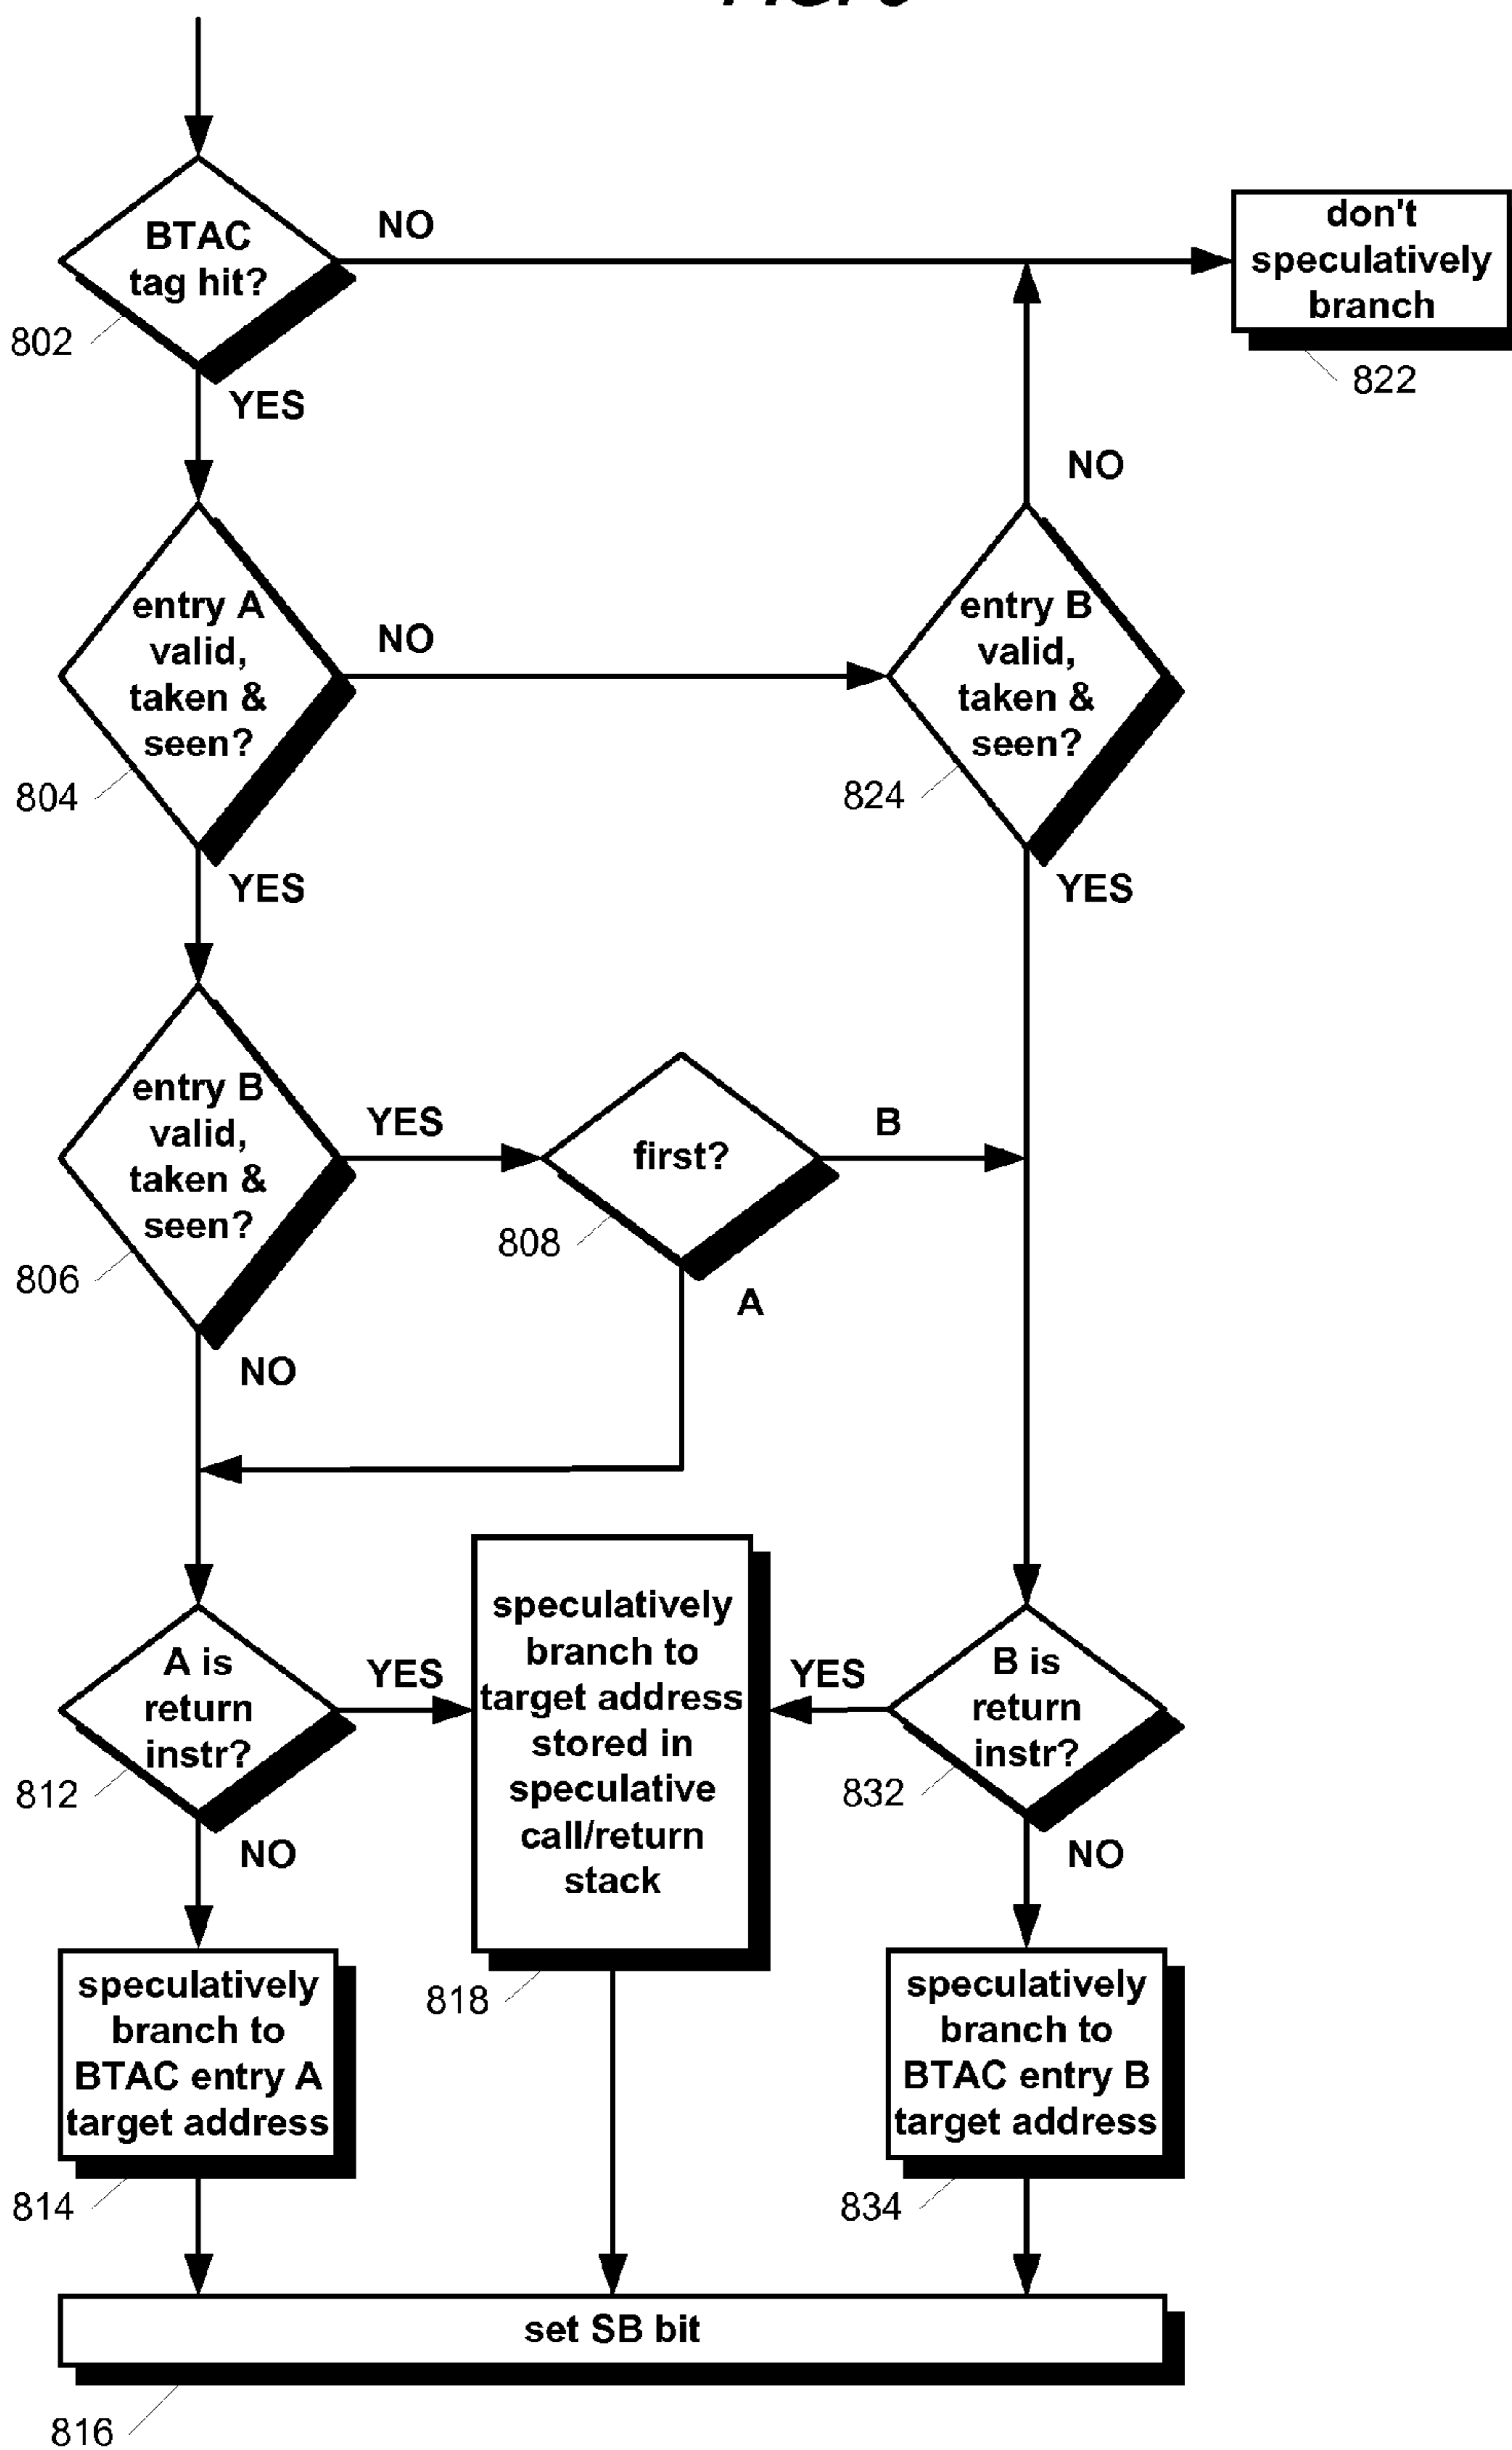 BTAC
tag hit?
NO
802
YES
don't
speculatively
branch
822
entry A
valid,
taken &
seen?
NO
804
YES
NO
entry B
valid,
taken &
seen?
824
YES
entry B
valid,
taken &
seen?
YES
806
NO
first?
B
808
A
A is
return
instr?
YES
812
NO
speculatively
branch to
target address
stored in
speculative
call/return
stack
818
YES
B is
return
instr?
832
NO
speculatively
branch to
BTAC entry A
target address
814
speculatively
branch to
BTAC entry B
target address
834
set SB bit
816